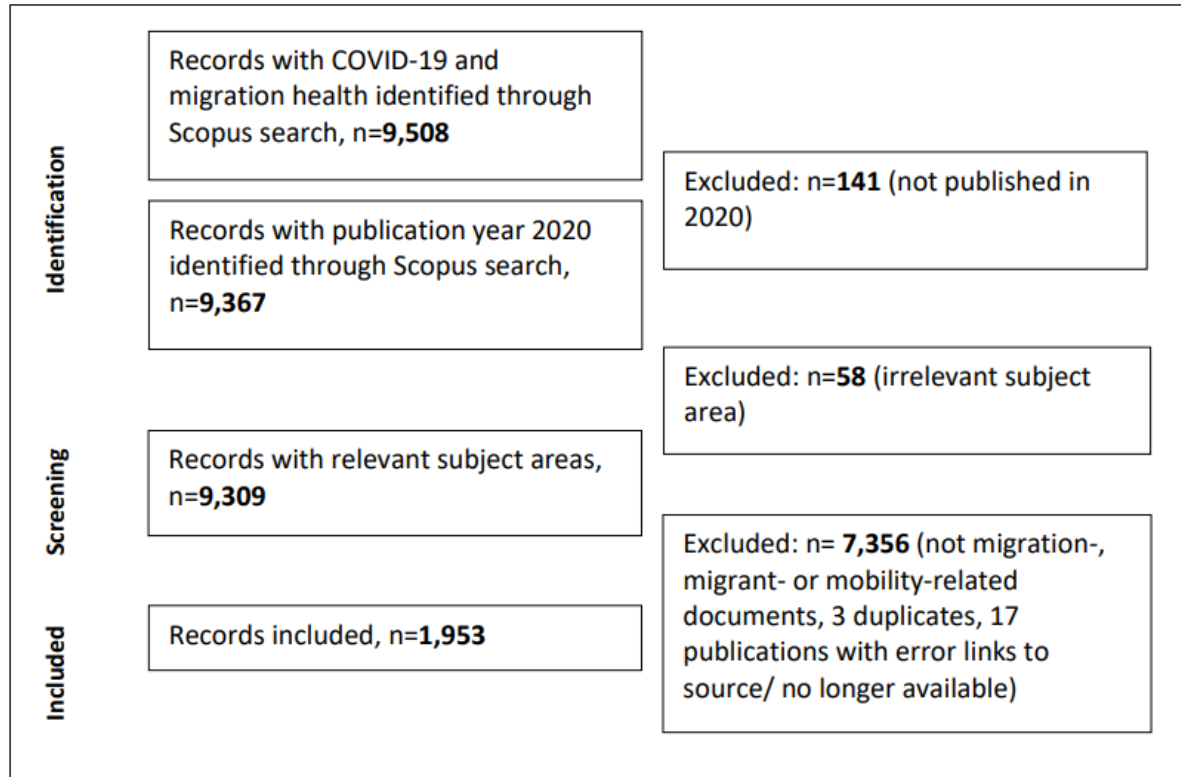 Identification
Records with COVID-19 and
migration health identified through
Scopus search, n=9,508
Excluded: n=141 (not published in
2020)
Records with publication year 2020
identified through Scopus search,
n=9,367
Excluded: n=58 (irrelevant subject
area)
Screening
Records with relevant subject areas,
n=9,309
Excluded: n= 7,356 (not migration-,
migrant- or mobility-related
documents, 3 duplicates, 17
publications with error links to
source/ no longer available)
Included
Records included, n=1,953